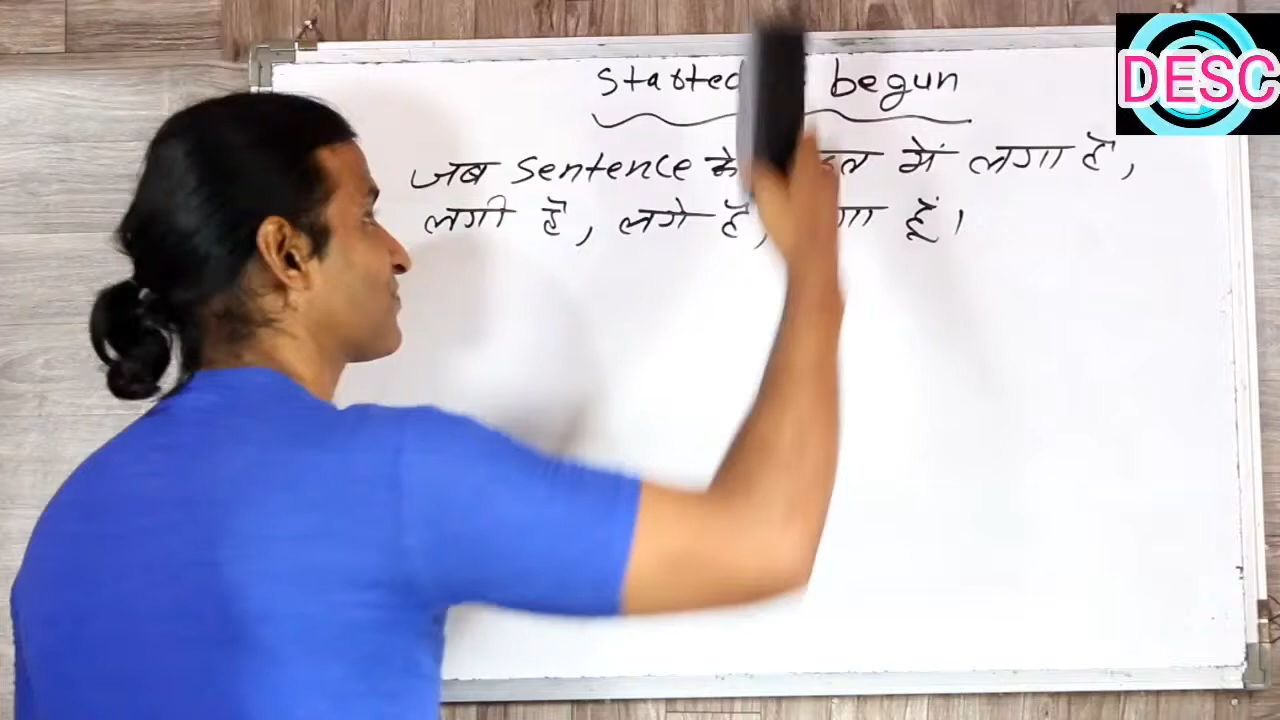 DESC
started begun
जब sentence के में लगा है,
लगी है, लगे है, हूं।